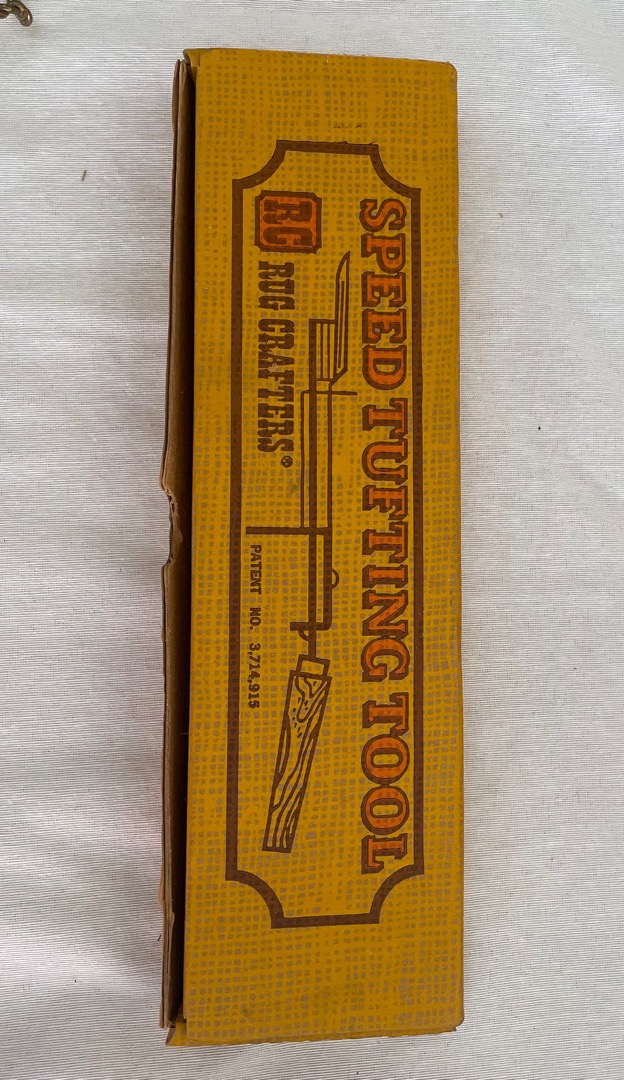 SPEED TUFTING TOOL
RC RUG CRAFTERS®
PATENT NO. 3,714,915